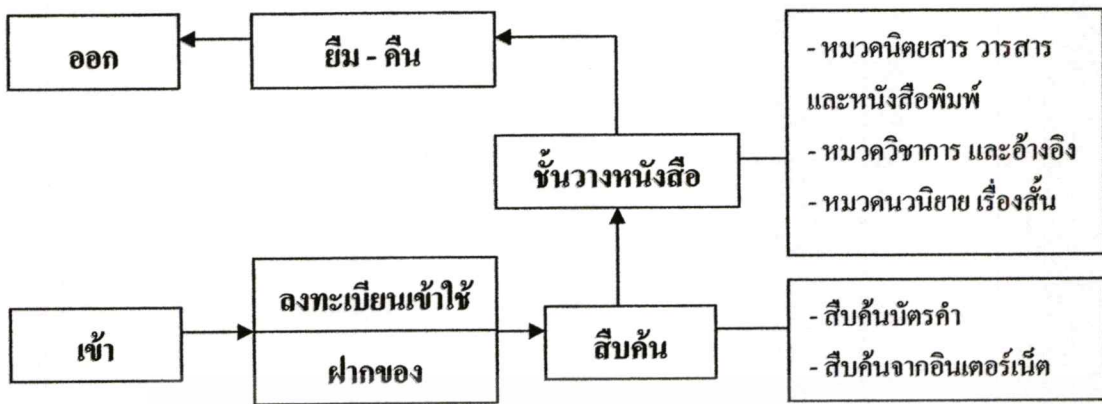 ออก
ยืม - คืน
- หมวดนิตยสาร วารสาร
และหนังสือพิมพ์
- หมวดวิชาการ และอ้างอิง
- หมวดนวนิยาย เรื่องสั้น
ชั้นวางหนังสือ
เข้า
ลงทะเบียนเข้าใช้
ฝากของ
สืบค้น
- สืบค้นบัตรคำ
- สืบค้นจากอินเตอร์เน็ต